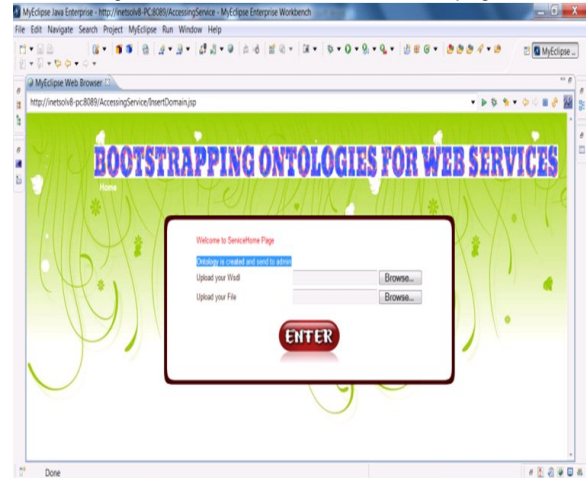 MyEclipse Java Enterprise - http://inetsolv8-PC:8089/AccessingService - MyEclipse Enterprise Workbench
File Edit Navigate Search Project MyEclipse Run Window Help
MyEclipse ...
MyEclipse Web Browser
http://inetsolv8-pc:8089/AccessingService/InsertDomain.jsp
BOOTSTRAPPING ONTOLOGIES FOR WEB SERVICES
Home
Welcome to ServiceHome Page
Ontology is created and send to admin
Upload your Wsdl Browse...
Upload your File Browse...
ENTER
Done